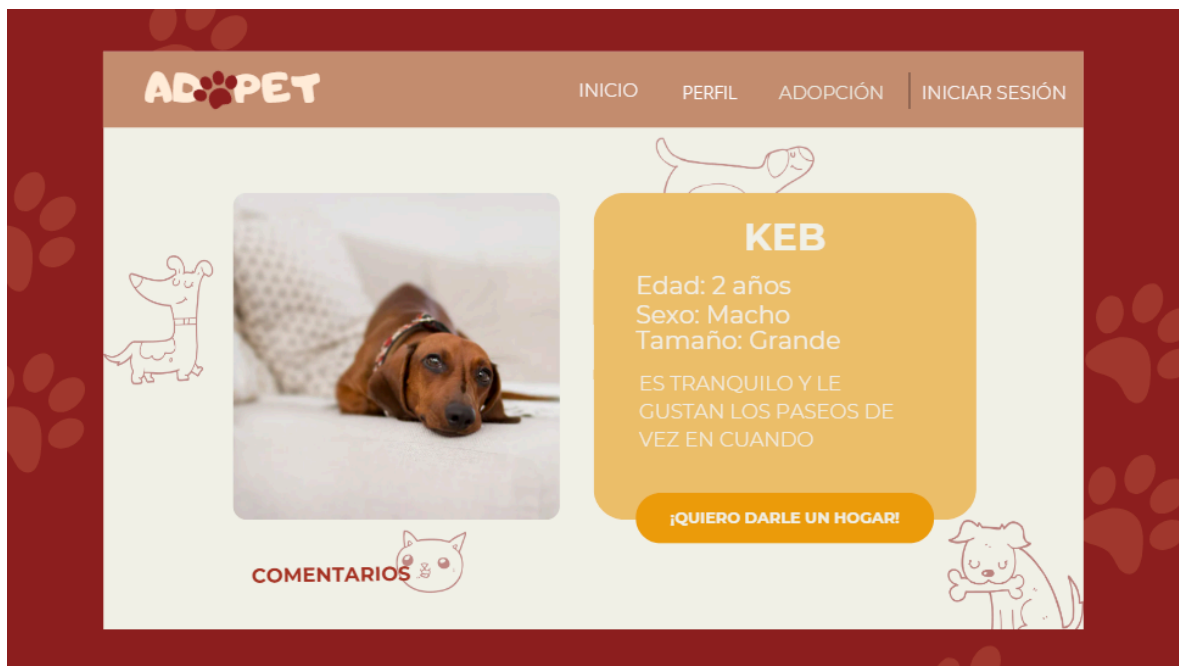 ADOPET
INICIO
PERFIL
ADOPCIÓN
INICIAR SESIÓN
KEB
Edad: 2 años
Sexo: Macho
Tamaño: Grande
ES TRANQUILO Y LE
GUSTAN LOS PASEOS DE
VEZ EN CUANDO
¡QUIERO DARLE UN HOGAR!
COMENTARIOS